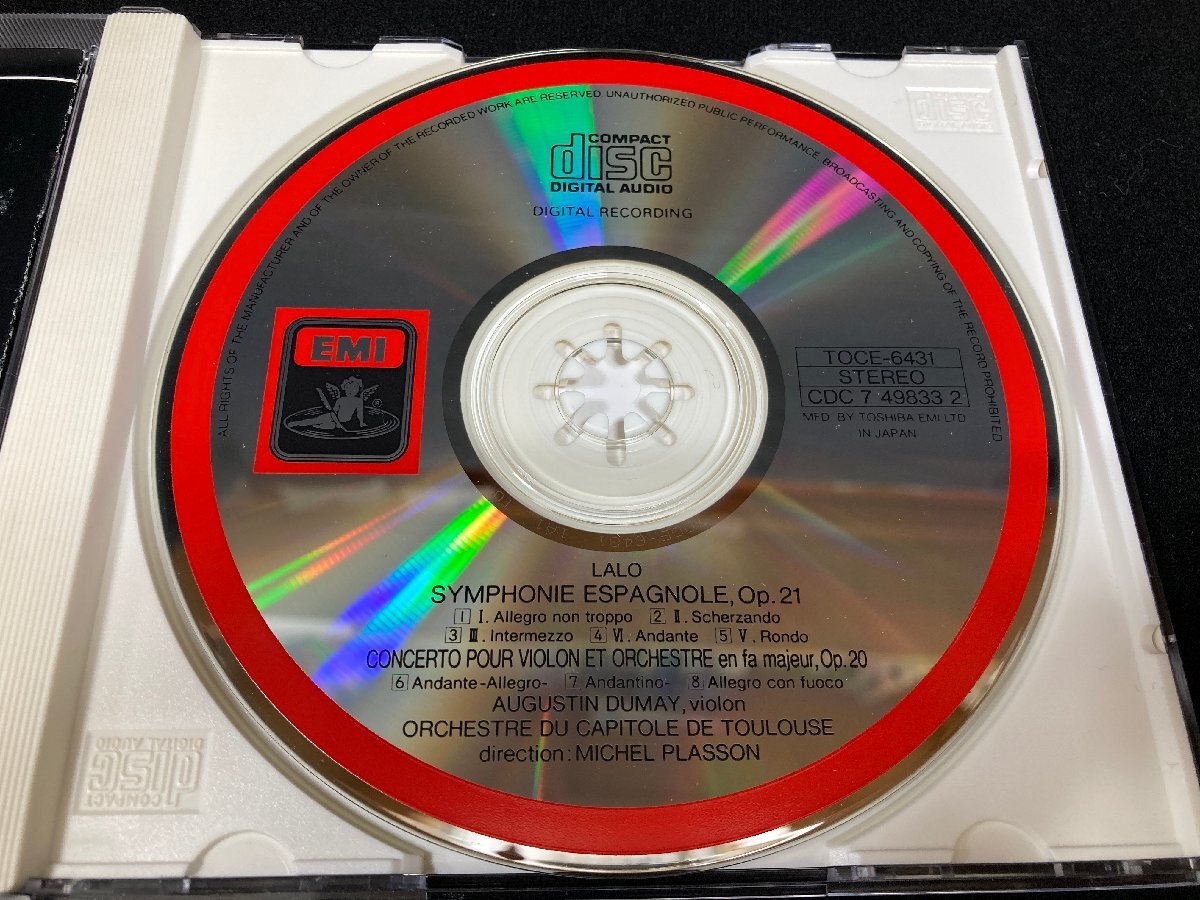 ALL RIGHTS OF THE MANUFACTURER AND OF THE OWNER OF THE RECORDED WORK ARE RESERVED. UNAUTHORIZED PUBLIC PERFORMANCE. BROADCASTING AND COPYING OF THE RECORD PROHIBITED
COMPACT
disc
DIGITAL AUDIO
DIGITAL RECORDING
COMPACT
disc
DIGITAL AUDIO
EMI
®
TOCE-6431
STEREO
CDC 7 49833 2
MFD. BY TOSHIBA EMI LTD
IN JAPAN
LALO
SYMPHONIE ESPAGNOLE, Op. 21
1 I. Allegro non troppo 2 II. Scherzando
3 III. Intermezzo 4 VI. Andante 5 V. Rondo
CONCERTO POUR VIOLON ET ORCHESTRE en fa majeur, Op. 20
6 Andante-Allegro- 7 Andantino- 8 Allegro con fuoco
AUGUSTIN DUMAY, violon
ORCHESTRE DU CAPITOLE DE TOULOUSE
direction: MICHEL PLASSON
COMPACT
disc
DIGITAL AUDIO